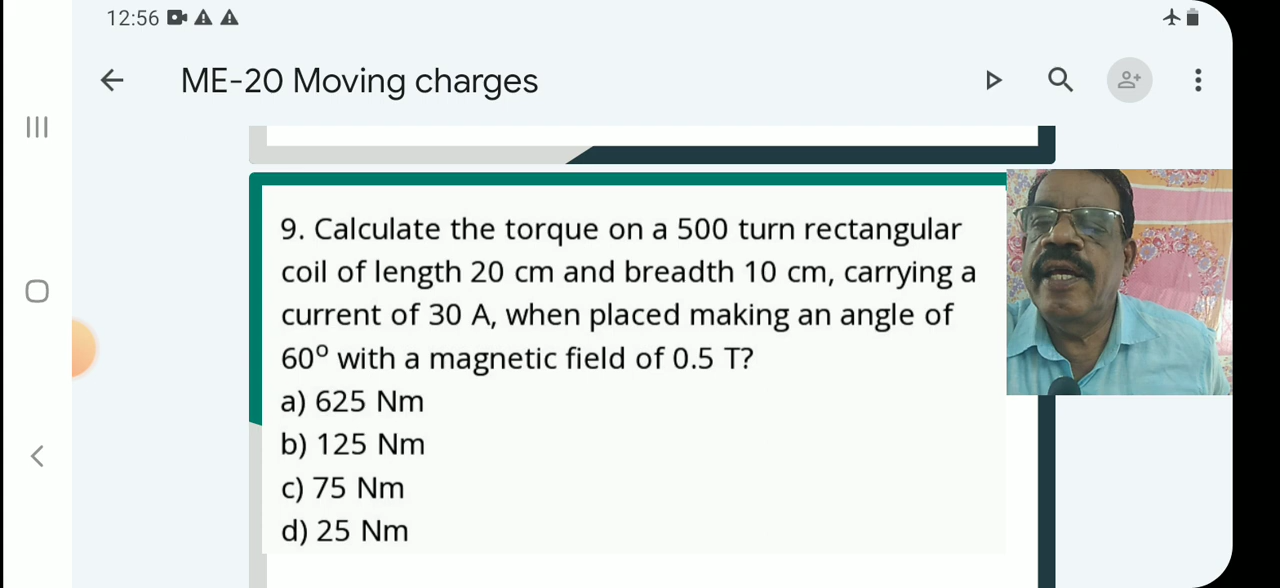 12:56
ME-20 Moving charges
9. Calculate the torque on a 500 turn rectangular
coil of length 20 cm and breadth 10 cm, carrying a
current of 30 A, when placed making an angle of
60⁰ with a magnetic field of 0.5 T?
a) 625 Nm
b) 125 Nm
c) 75 Nm
d) 25 Nm